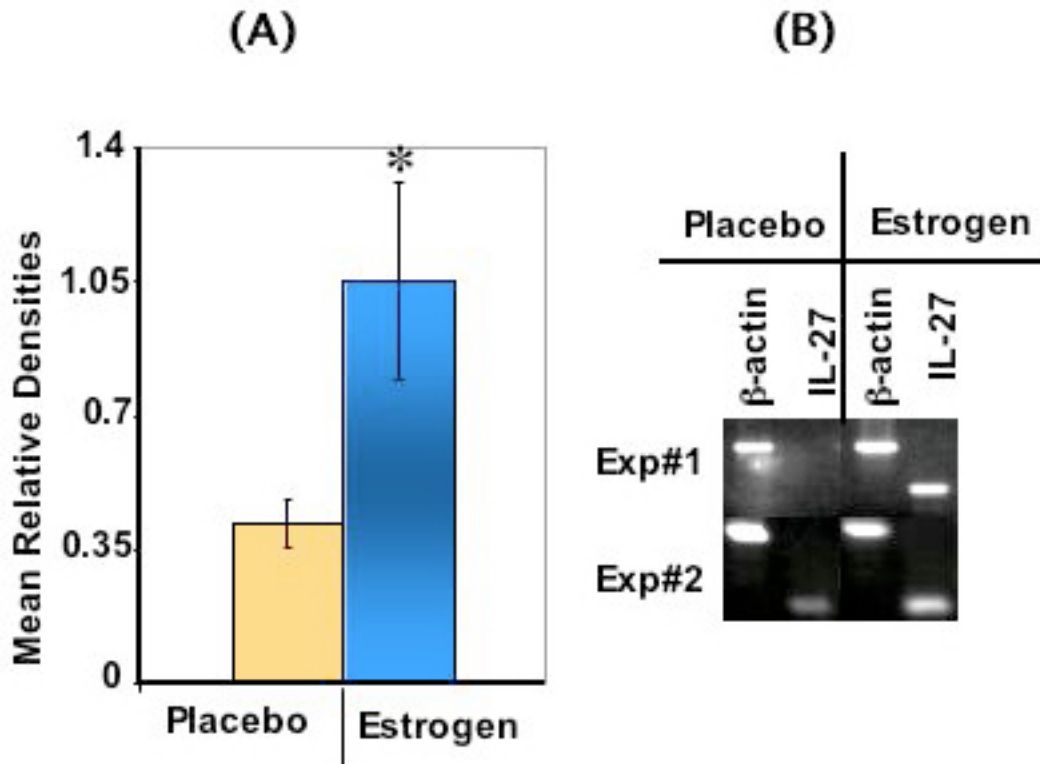 (A)
(B)
1.4
1.05
0.7
0.35
0
Mean Relative Densities
*
Placebo
Estrogen
Placebo
Estrogen
β-actin
IL-27
β-actin
IL-27
Exp#1
Exp#2